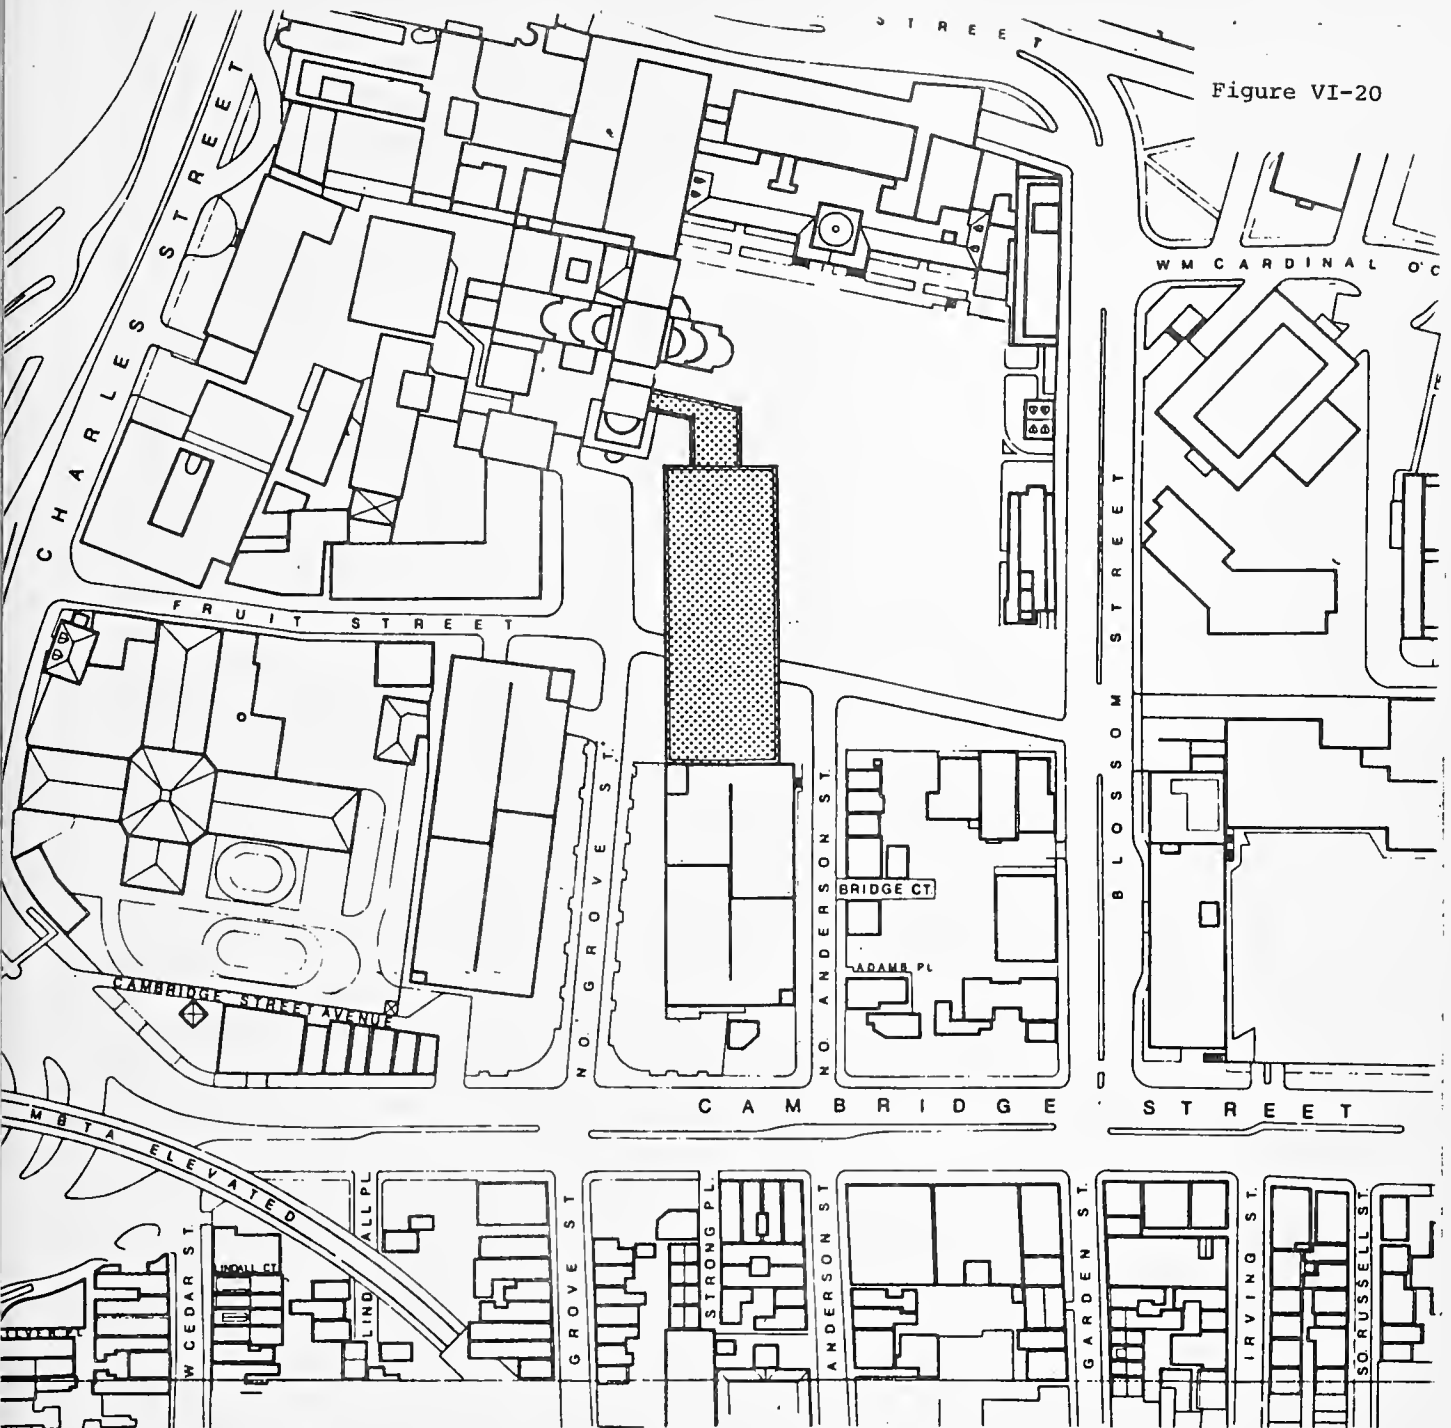 STREET
Figure VI-20
CHARLES STREET
WM CARDINAL O'C
FRUIT STREET
BLOSSOM STREET
NO. GROVE ST.
NO. ANDERSON ST.
BRIDGE CT.
ADAMS PL
CAMBRIDGE STREET AVENUE
CAMBRIDGE STREET
MBTA ELEVATED
W CEDAR ST.
LINDALL CT
LINDALL PL.
GROVE ST
STRONG PL.
ANDERSON ST
GARDEN ST.
IRVING ST.
SO. RUSSELL ST.